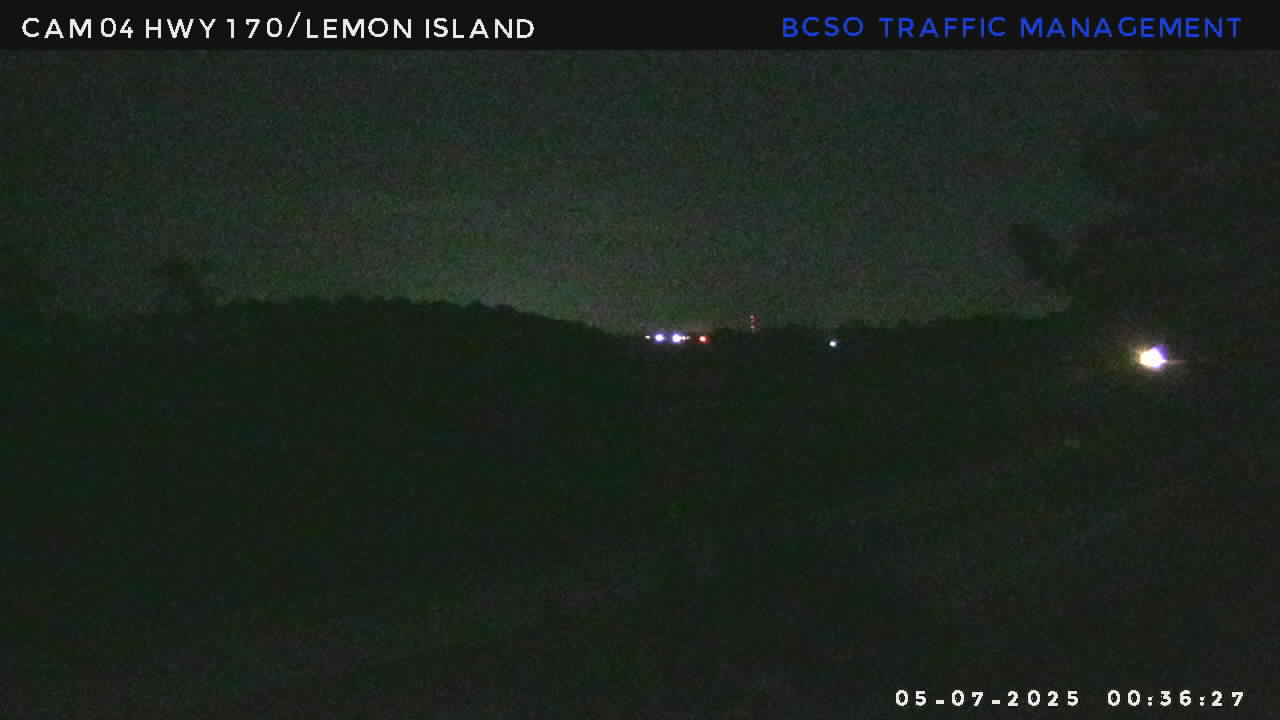 CAM 04 HWY 170/LEMON ISLAND
BCSO TRAFFIC MANAGEMENT
05-07-2025 00:36:27